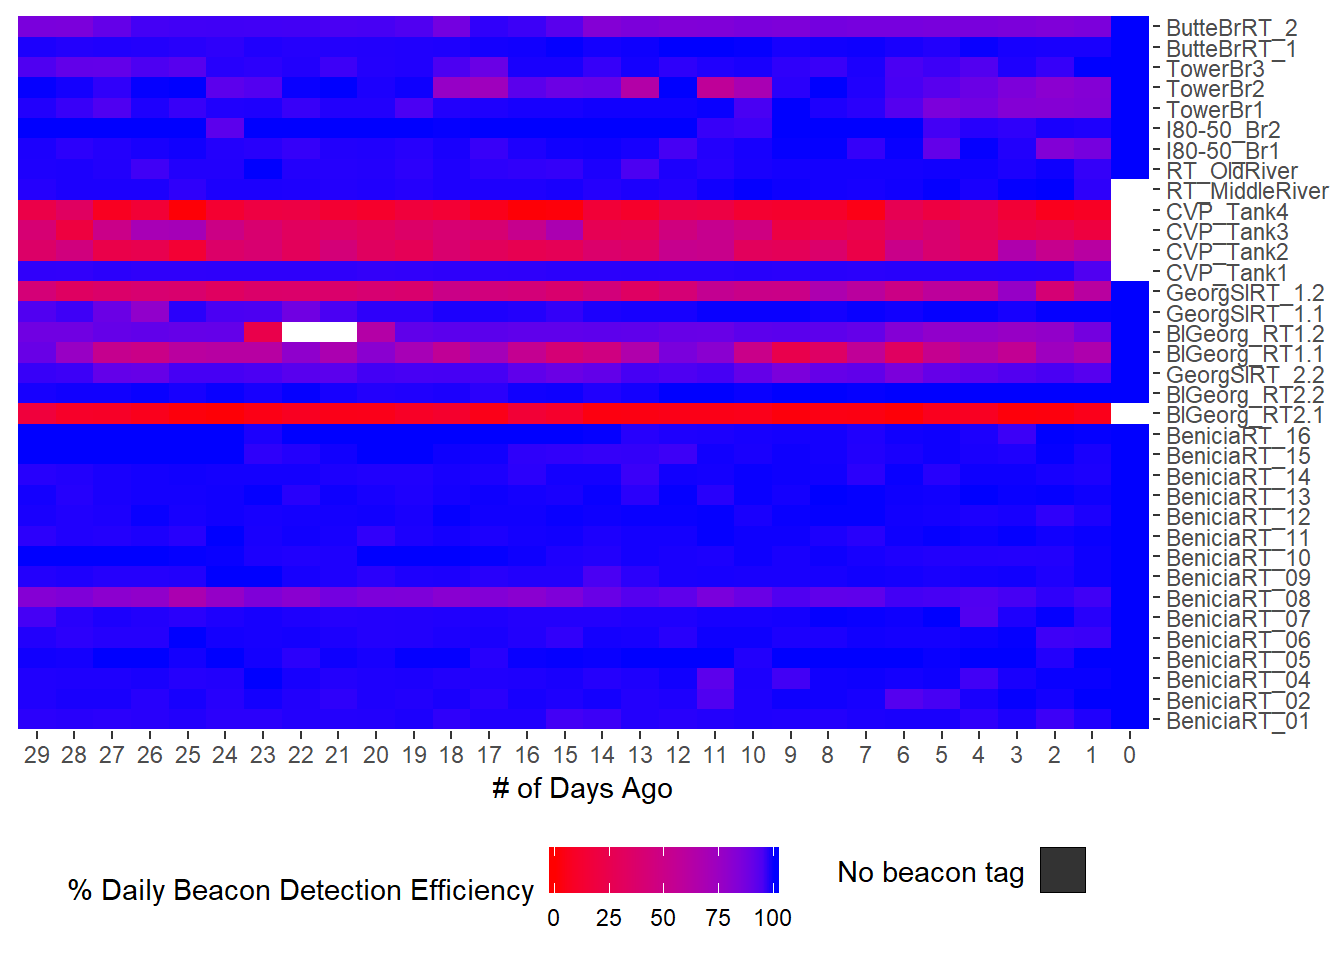 ButteBrRT_2
ButteBrRT_1
TowerBr3
TowerBr2
TowerBr1
I80-50_Br2
I80-50_Br1
RT_OldRiver
RT_MiddleRiver
CVP_Tank4
CVP_Tank3
CVP_Tank2
CVP_Tank1
GeorgSlRT_1.2
GeorgSlRT_1.1
BlGeorg_RT1.2
BlGeorg_RT1.1
GeorgSlRT_2.2
BlGeorg_RT2.2
BlGeorg_RT2.1
BeniciaRT_16
BeniciaRT_15
BeniciaRT_14
BeniciaRT_13
BeniciaRT_12
BeniciaRT_11
BeniciaRT_10
BeniciaRT_09
BeniciaRT_08
BeniciaRT_07
BeniciaRT_06
BeniciaRT_05
BeniciaRT_04
BeniciaRT_02
BeniciaRT_01
29 28 27 26 25 24 23 22 21 20 19 18 17 16 15 14 13 12 11 10 9 8 7 6 5 4 3 2 1 0
# of Days Ago
% Daily Beacon Detection Efficiency
0 25 50 75 100
No beacon tag